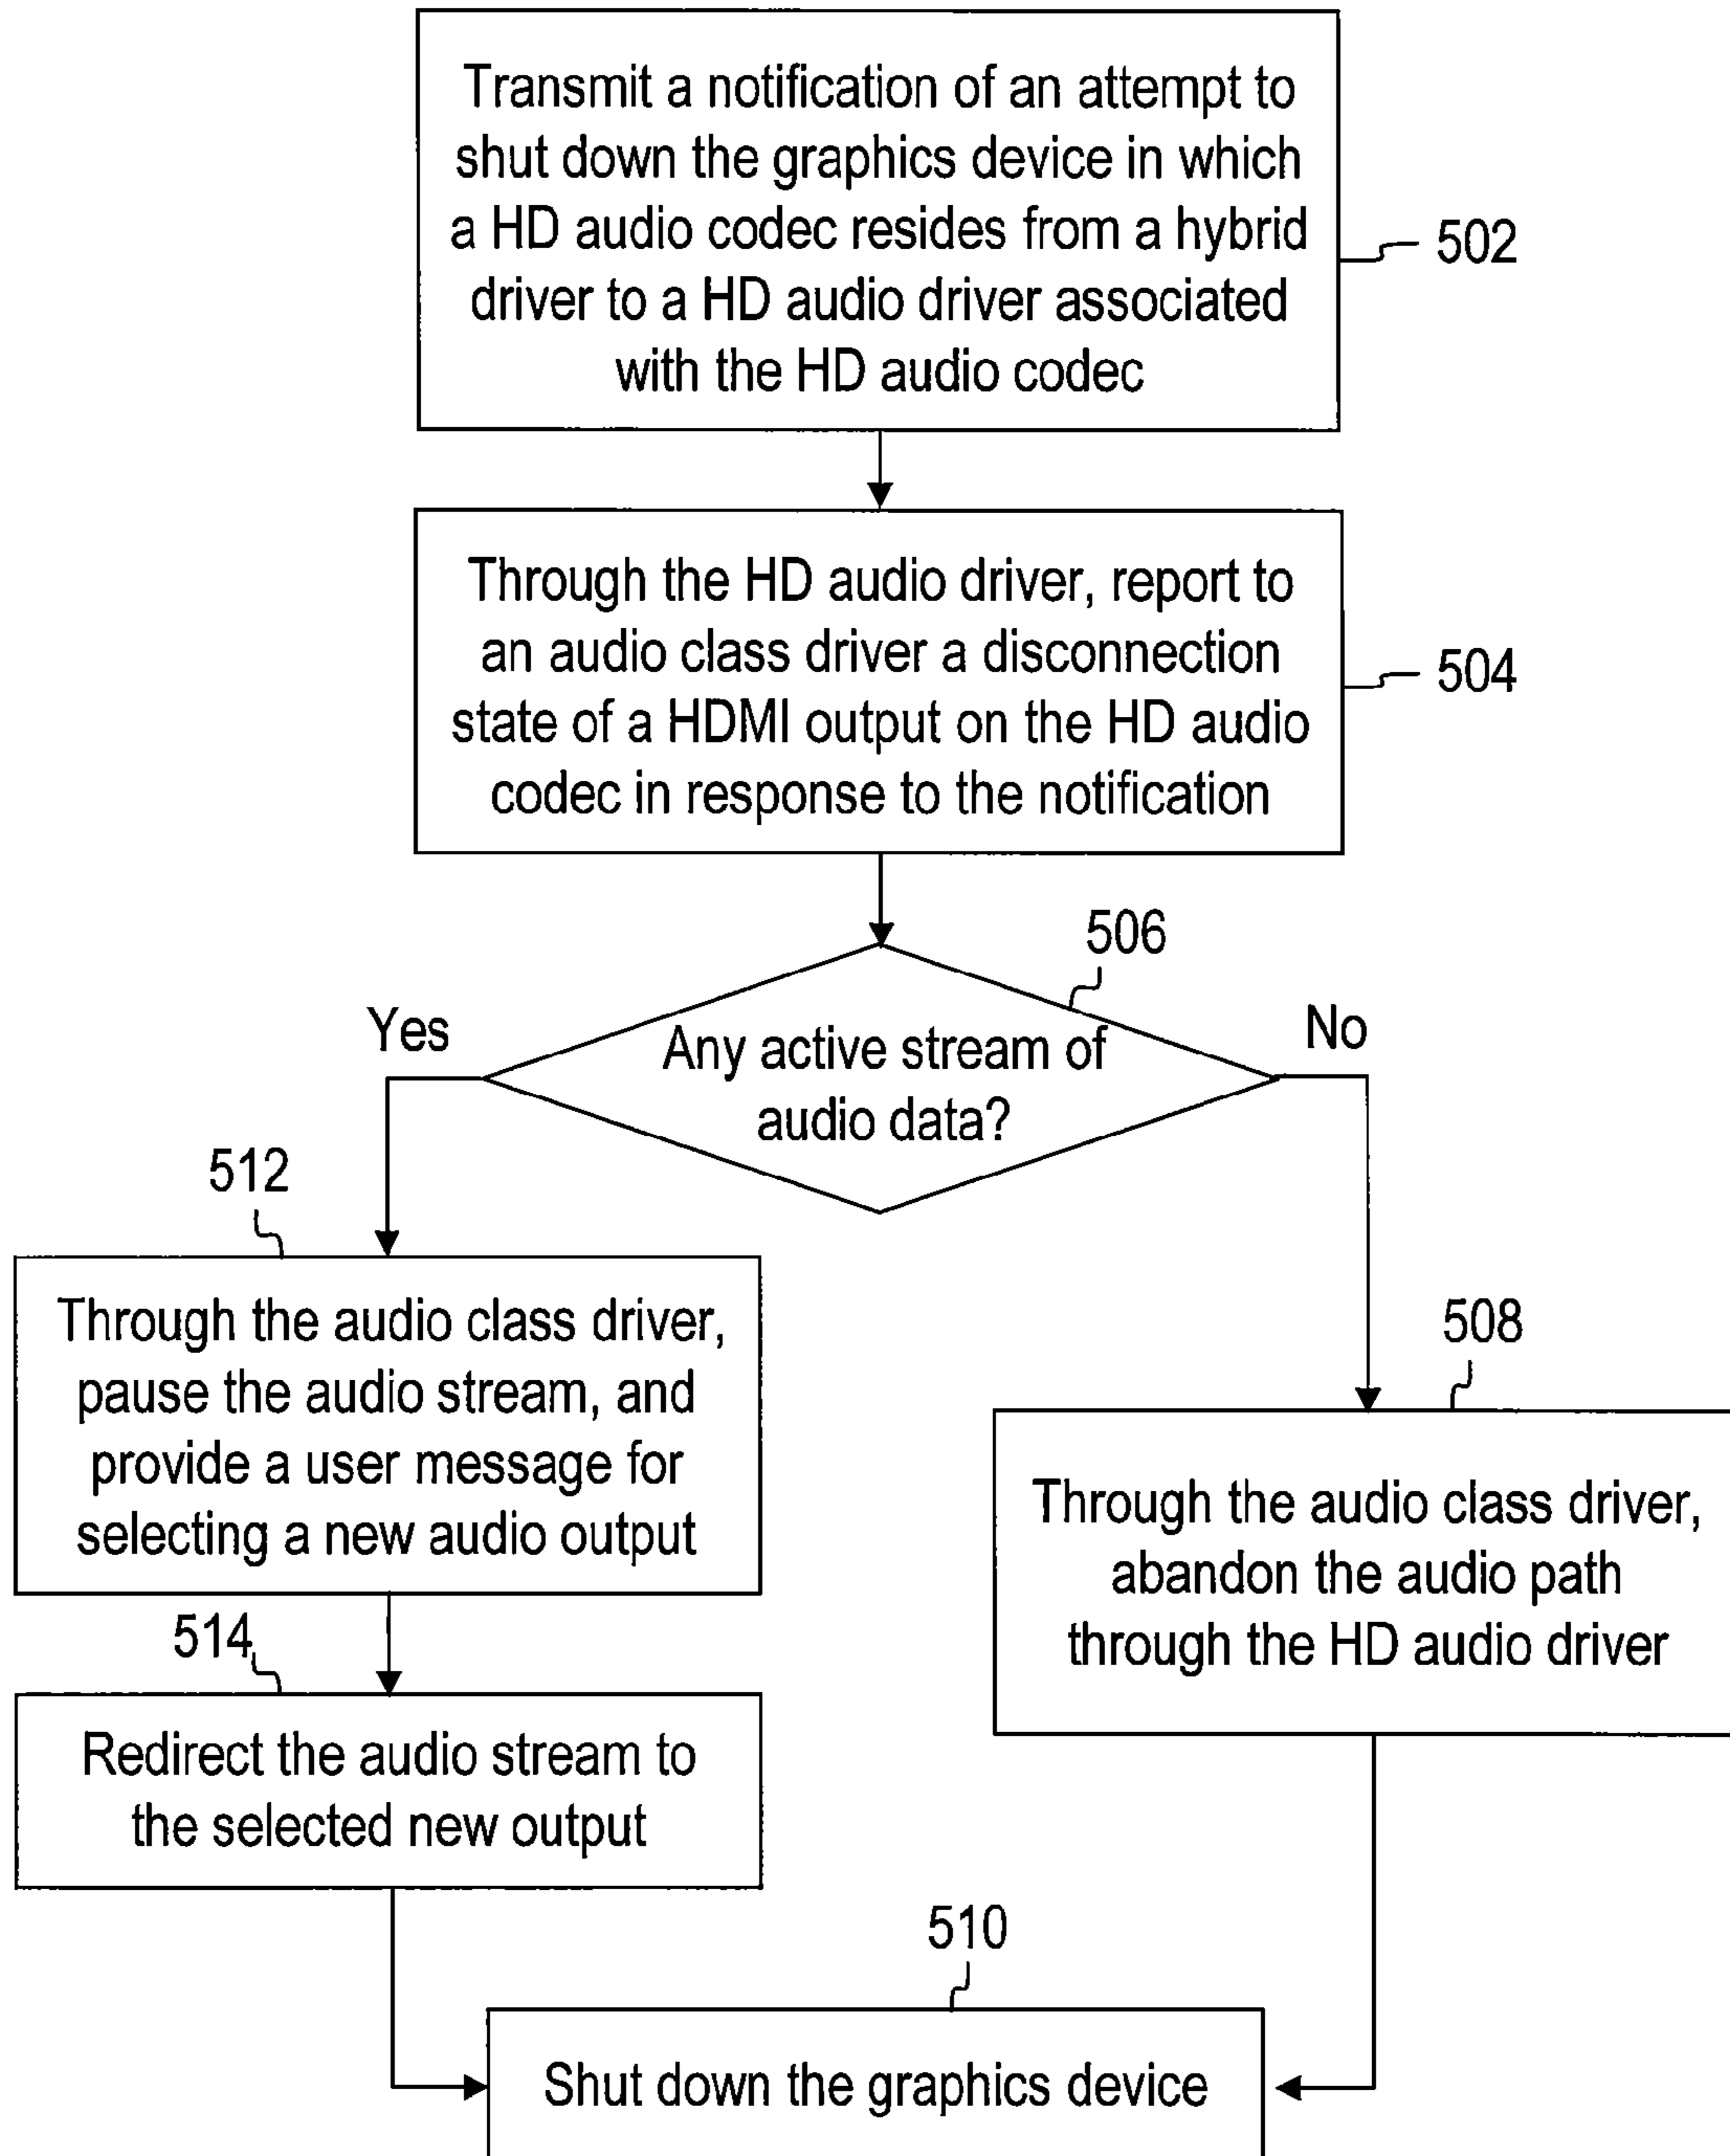 Transmit a notification of an attempt to
shut down the graphics device in which
a HD audio codec resides from a hybrid
driver to a HD audio driver associated
with the HD audio codec
502
Through the HD audio driver, report to
an audio class driver a disconnection
state of a HDMI output on the HD audio
codec in response to the notification
504
506
Yes
No
Any active stream of
audio data?
512
Through the audio class driver,
pause the audio stream, and
provide a user message for
selecting a new audio output
508
Through the audio class driver,
abandon the audio path
through the HD audio driver
514
Redirect the audio stream to
the selected new output
510
Shut down the graphics device